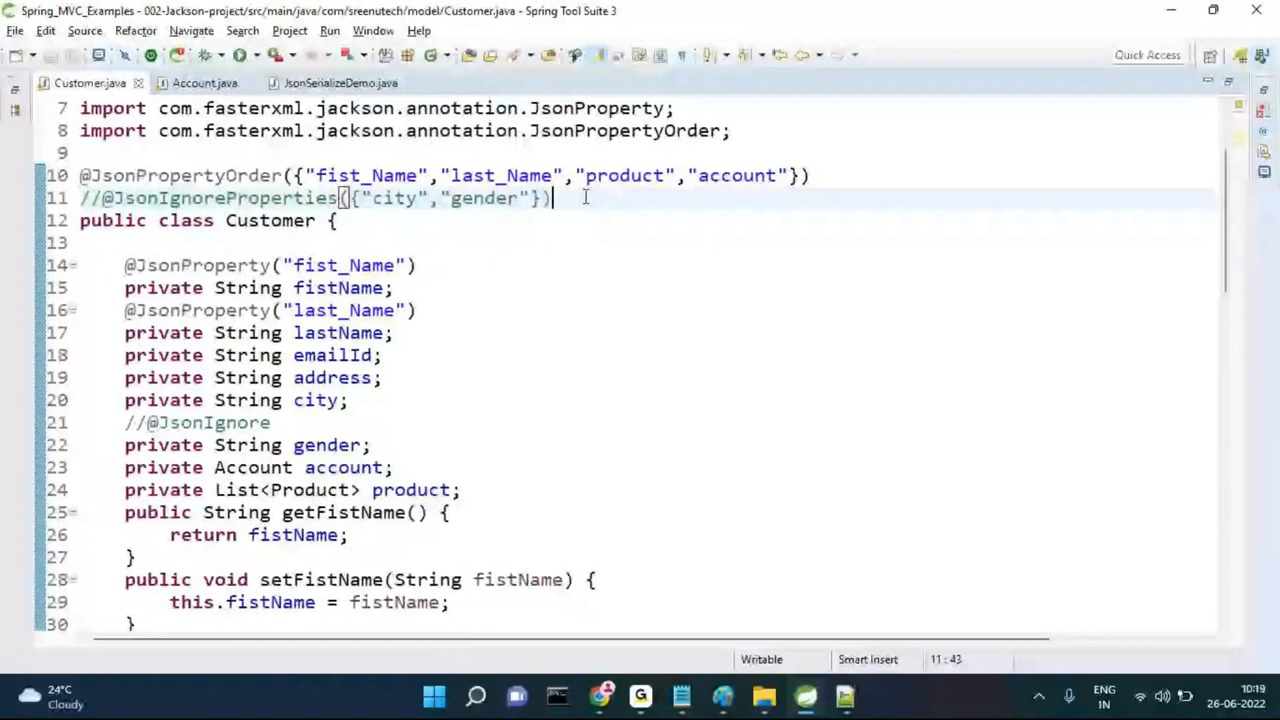 Spring_MVC_Examples - 002-Jackson-project/src/main/java/com/sreenutech/model/Customer.java - Spring Tool Suite 3
File Edit Source Refactor Navigate Search Project Run Window Help
Quick Access
Customer.java Account.java JsonSerializeDemo.java
7 import com.fasterxml.jackson.annotation.JsonProperty;
8 import com.fasterxml.jackson.annotation.JsonPropertyOrder;
9
10 @JsonPropertyOrder({"fist_Name","last_Name","product","account"})
11 //@JsonIgnoreProperties({"city","gender"})
12 public class Customer {
13
14 @JsonProperty("fist_Name")
15 private String fistName;
16 @JsonProperty("last_Name")
17 private String lastName;
18 private String emailId;
19 private String address;
20 private String city;
21 //@JsonIgnore
22 private String gender;
23 private Account account;
24 private List<Product> product;
25 public String getFistName() {
26 return fistName;
27 }
28 public void setFistName(String fistName) {
29 this.fistName = fistName;
30 }
Writable Smart Insert 11 : 43
24°C
Cloudy
ENG
IN
10:19
26-06-2022